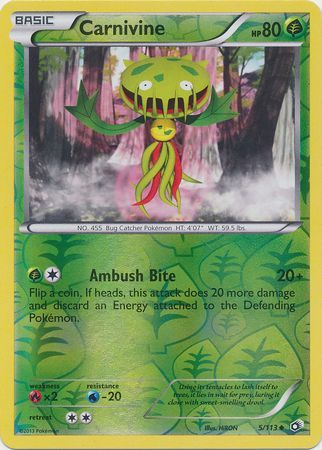 BASIC
Carnivine
HP 80
NO. 455 Bug Catcher Pokémon HT: 4'07" WT: 59.5 lbs.
Ambush Bite 20+
Flip a coin. If heads, this attack does 20 more damage
and discard an Energy attached to the Defending
Pokémon.
weakness resistance
×2 -20
retreat
Using its tentacles to lash itself to
trees, it lies in wait for prey, luring it
close with sweet-smelling drool.
©2013 Pokémon
Illus. HiRON
5/113